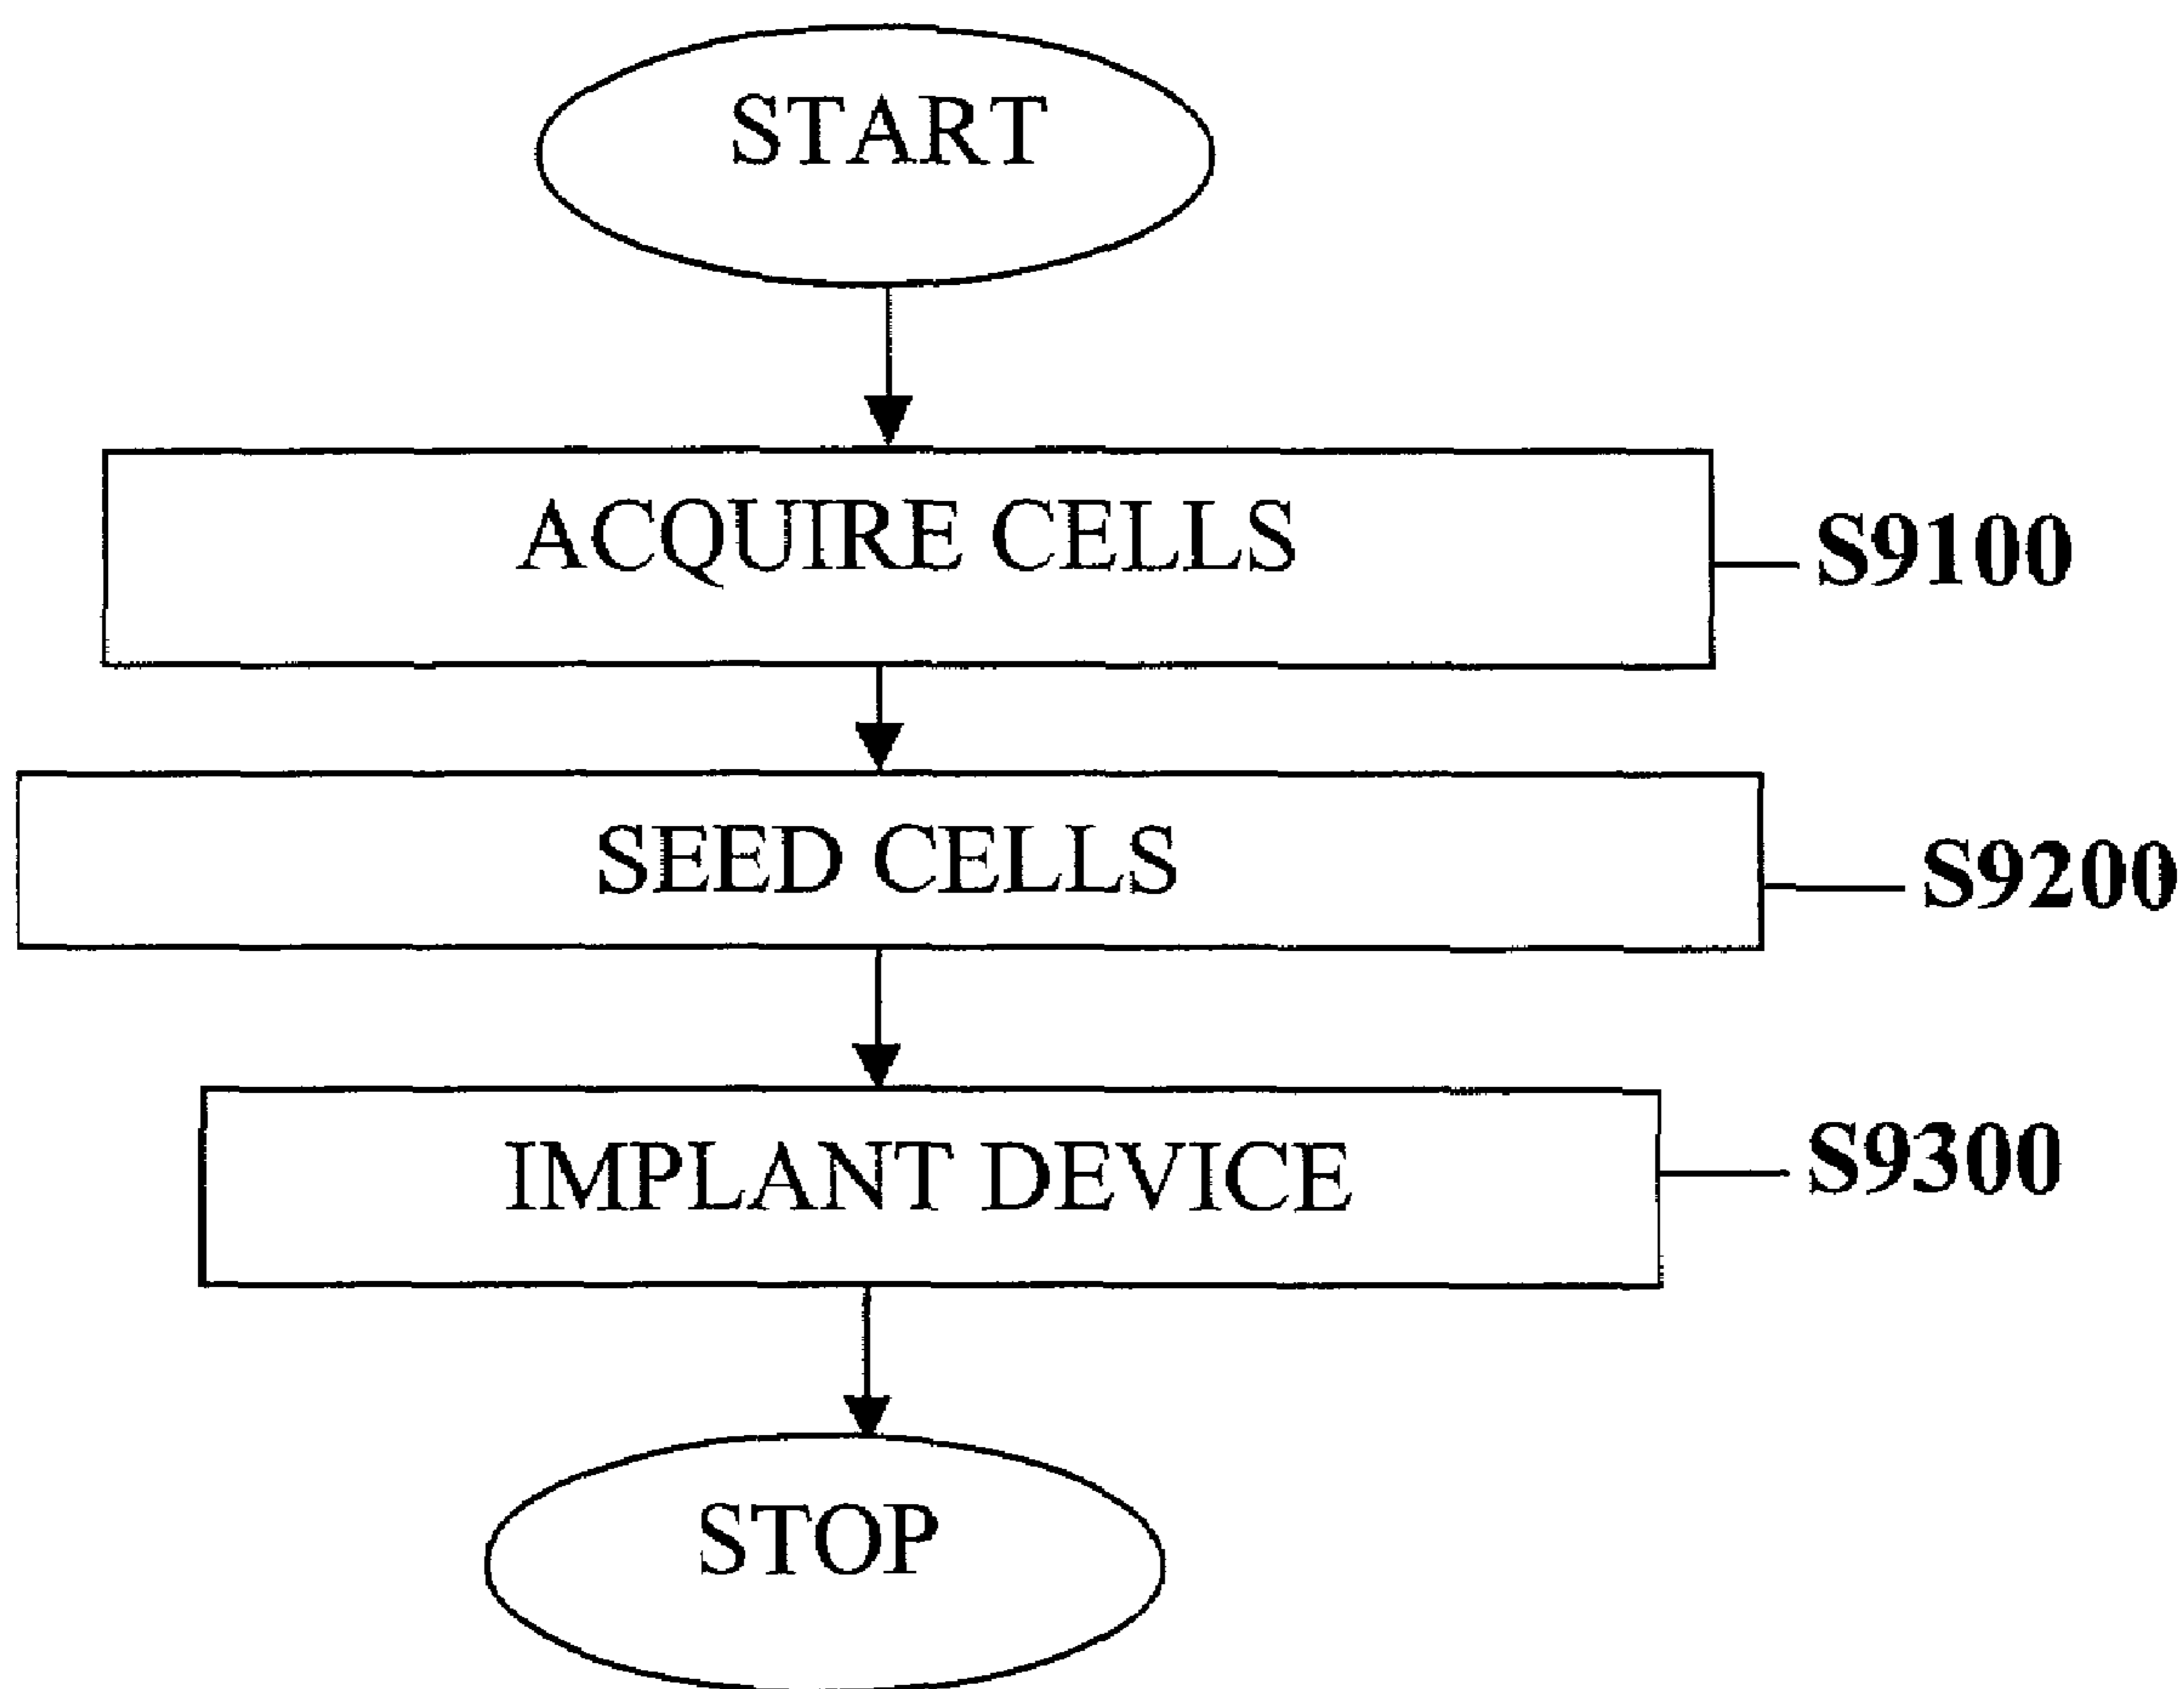 START
ACQUIRE CELLS
S9100
SEED CELLS
S9200
IMPLANT DEVICE
S9300
STOP